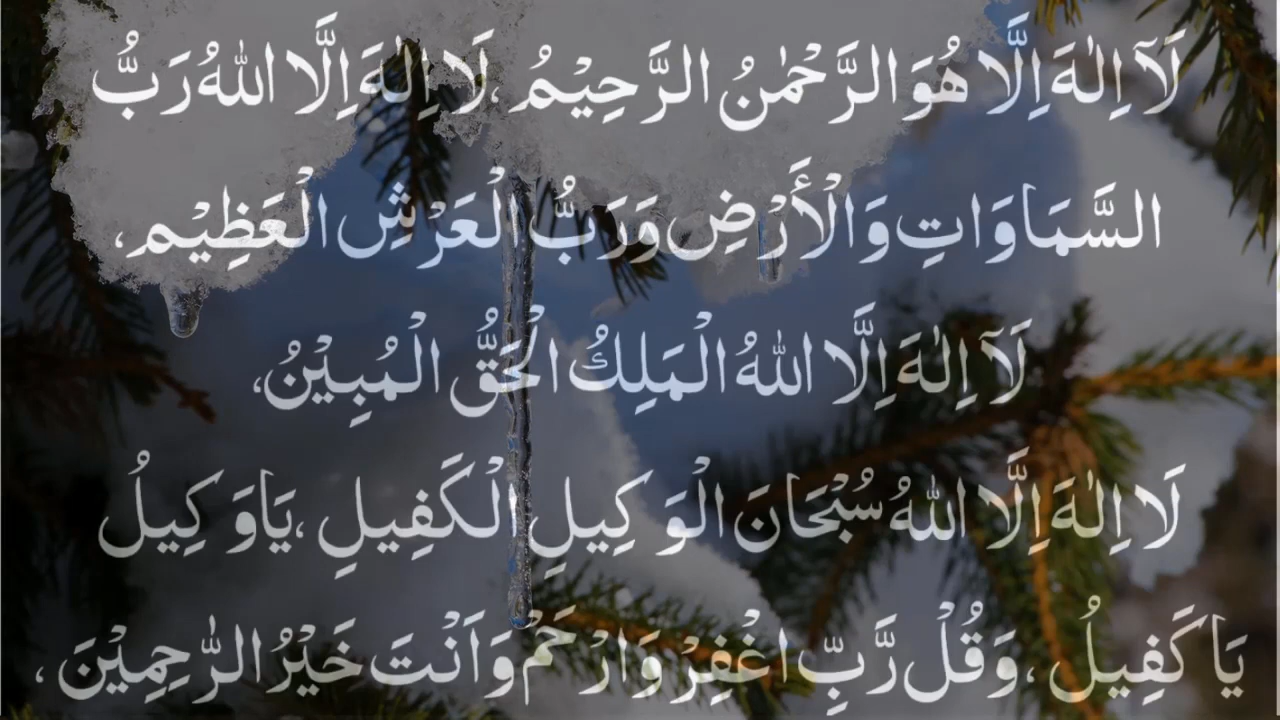 لَآ اِلٰهَ اِلَّا هُوَ الرَّحْمٰنُ الرَّحِيْمُ ،لَا اِلٰهَ اِلَّا اللهُ رَبُّ
السَّمَاوَاتِ وَالْأَرْضِ وَرَبُّ الْعَرْشِ الْعَظِيْمِ،
لَآ اِلٰهَ اِلَّا اللهُ الْمَلِكُ الْحَقُّ الْمُبِيْنُ،
لَا اِلٰهَ اِلَّا اللهُ سُبْحَانَ الْوَكِيلِ الْكَفِيلِ ،يَاوَكِيلُ
يَا كَفِيلُ ،وَقُلْ رَّبِّ اغْفِرْ وَارْحَمْ وَاَنْتَ خَيْرُ الرّٰحِمِيْنَ ،